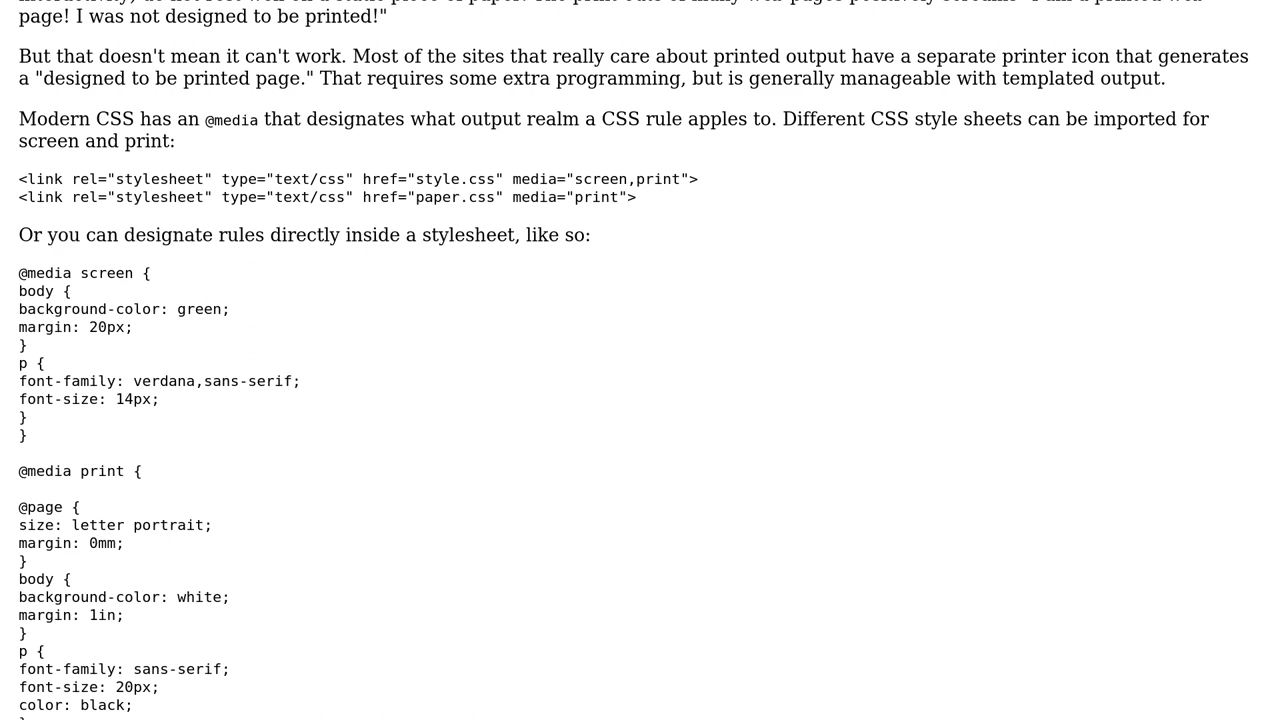 page! I was not designed to be printed!"
But that doesn't mean it can't work. Most of the sites that really care about printed output have a separate printer icon that generates
a "designed to be printed page." That requires some extra programming, but is generally manageable with templated output.
Modern CSS has an @media that designates what output realm a CSS rule apples to. Different CSS style sheets can be imported for
screen and print:
<link rel="stylesheet" type="text/css" href="style.css" media="screen,print">
<link rel="stylesheet" type="text/css" href="paper.css" media="print">
Or you can designate rules directly inside a stylesheet, like so:
@media screen {
body {
background-color: green;
margin: 20px;
}
p {
font-family: verdana,sans-serif;
font-size: 14px;
}
}
@media print {
@page {
size: letter portrait;
margin: 0mm;
}
body {
background-color: white;
margin: 1in;
}
p {
font-family: sans-serif;
font-size: 20px;
color: black;